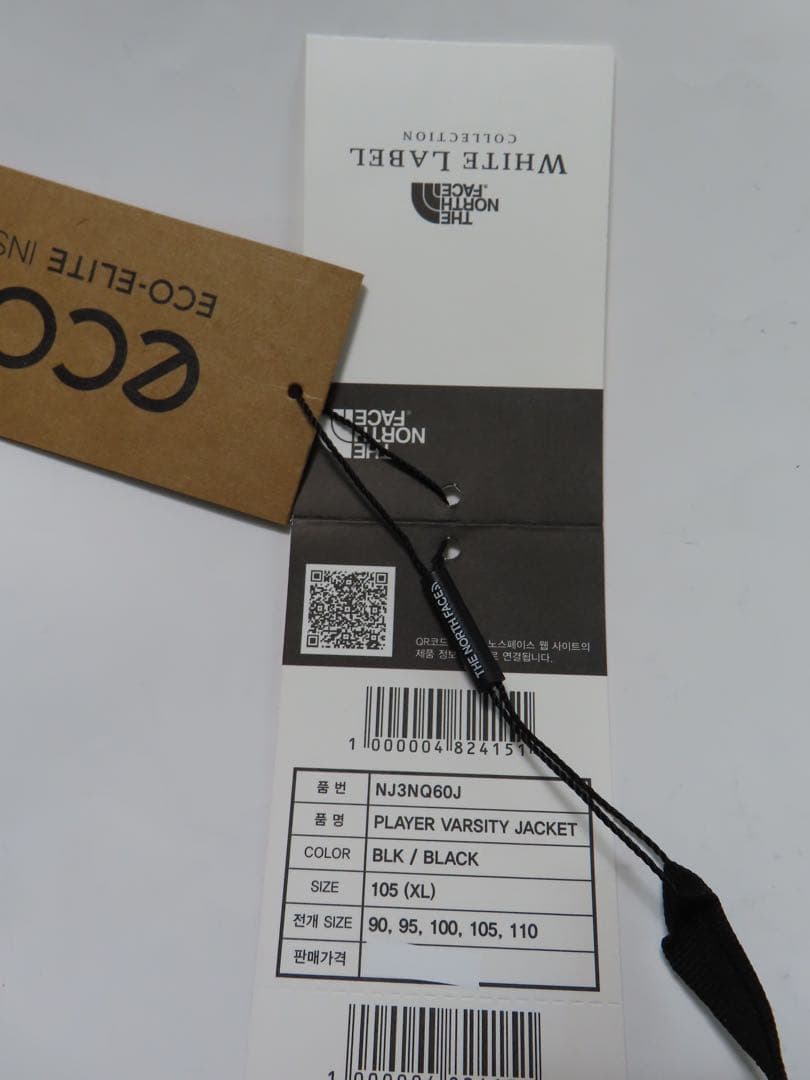 WHITE LABEL
COLLECTION
THE
NORTH
FACE
ECO-ELITE
eco
THE
NORTH
FACE
QR코드 노스페이스 웹 사이트의
제품 정보 로 연결됩니다.
THE NORTH FACE
1 000004 824151
품 번 NJ3NQ60J
품 명 PLAYER VARSITY JACKET
COLOR BLK / BLACK
SIZE 105 (XL)
전개 SIZE 90, 95, 100, 105, 110
판매가격